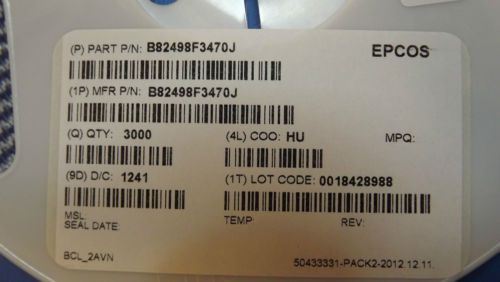 (P) PART P/N: B82498F3470J EPCOS
(1P) MFR P/N: B82498F3470J
(Q) QTY: 3000 (4L) COO: HU MPQ:
(9D) D/C: 1241 (1T) LOT CODE: 0018428988
MSL: TEMP: REV:
SEAL DATE:
BCL_2AVN 50433331-PACK2-2012.12.11.